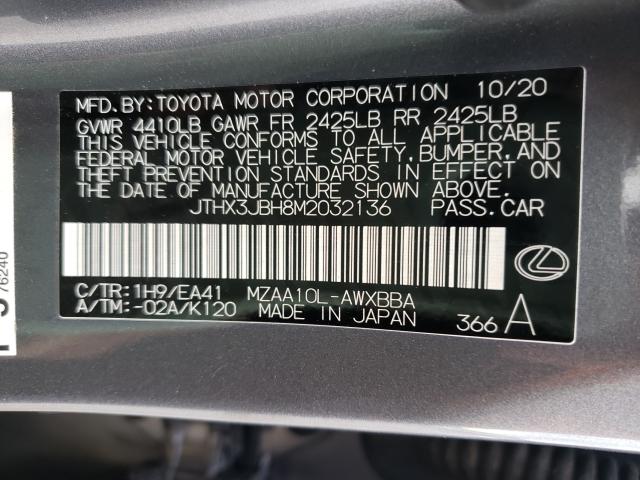 MFD. BY: TOYOTA MOTOR CORPORATION 10/20
GVWR 4410LB GAWR FR 2425LB RR 2425LB
THIS VEHICLE CONFORMS TO ALL APPLICABLE
FEDERAL MOTOR VEHICLE SAFETY, BUMPER, AND
THEFT PREVENTION STANDARDS IN EFFECT ON
THE DATE OF MANUFACTURE SHOWN ABOVE.
JTHX3JBH8M2032136 PASS. CAR
C/TR: 1H9/EA41 MZAA10L-AWXBBA
A/TM: -02A/K120 MADE IN JAPAN 366 A
76240